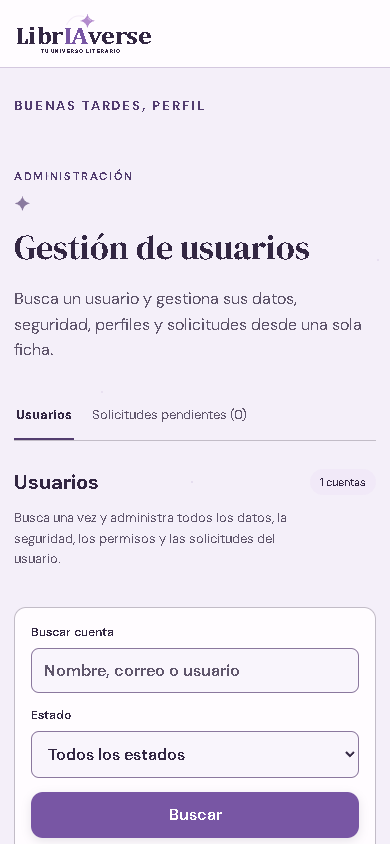 LibrIAverse
TU UNIVERSO LITERARIO
BUENAS TARDES, PERFIL
ADMINISTRACIÓN
Gestión de usuarios
Busca un usuario y gestiona sus datos,
seguridad, perfiles y solicitudes desde una sola
ficha.
Usuarios Solicitudes pendientes (0)
Usuarios 1 cuentas
Busca una vez y administra todos los datos, la
seguridad, los permisos y las solicitudes del
usuario.
Buscar cuenta
Nombre, correo o usuario
Estado
Todos los estados
Buscar